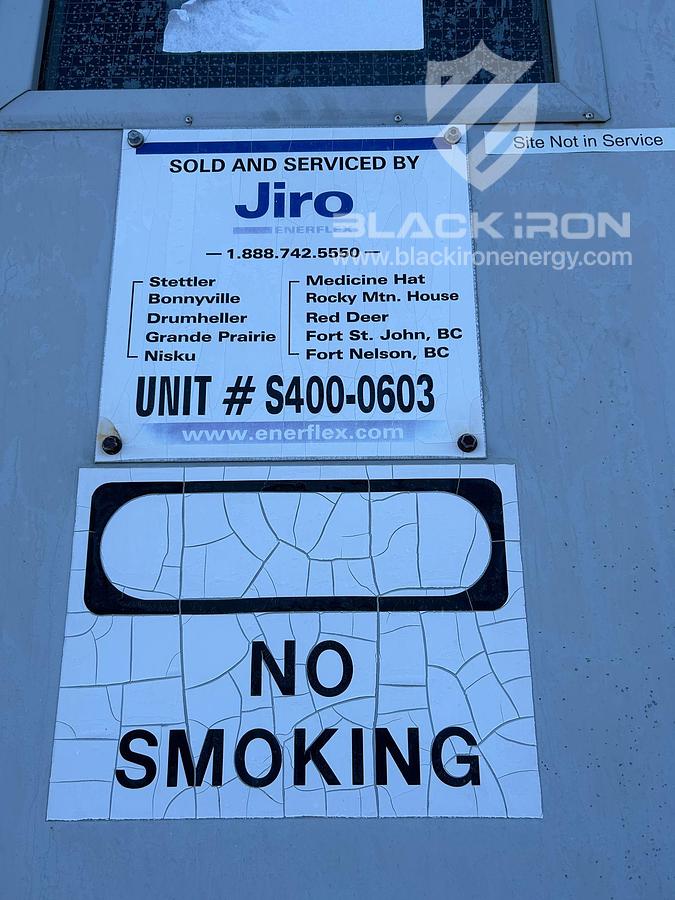 Site Not in Service
SOLD AND SERVICED BY
Jiro
ENERFLEX
BLACK iRON
— 1.888.742.5550 —
www.blackironenergy.com
Stettler
Bonnyville
Drumheller
Grande Prairie
Nisku
Medicine Hat
Rocky Mtn. House
Red Deer
Fort St. John, BC
Fort Nelson, BC
UNIT # S400-0603
www.enerflex.com
NO
SMOKING